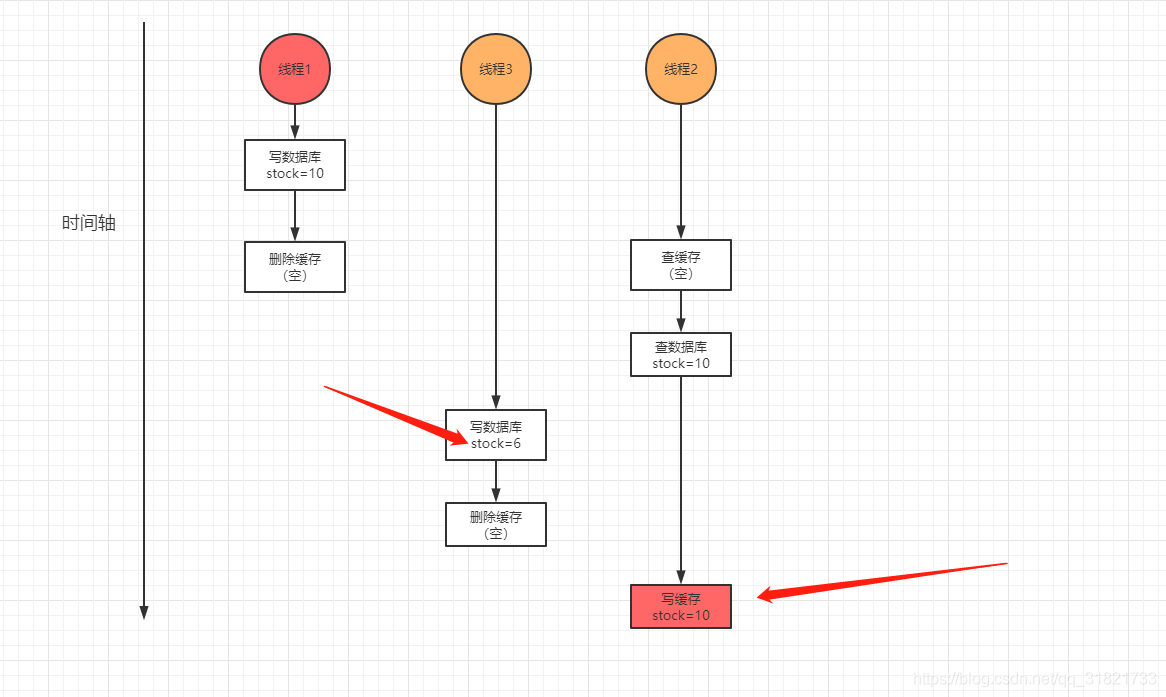 线程1
线程3
线程2
写数据库
stock=10
时间轴
删除缓存
（空）
查缓存
（空）
查数据库
stock=10
写数据库
stock=6
删除缓存
（空）
写缓存
stock=10
https://blog.csdn.net/qq_31821733